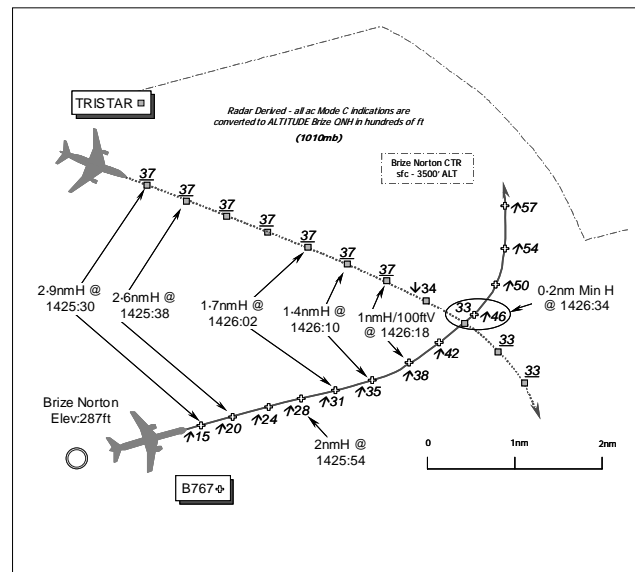 TRISTAR
Radar Derived - all ac Mode C indications are
converted to ALTITUDE Brize QNH in hundreds of ft
(1010mb)
Brize Norton CTR
sfc - 3500' ALT
37
37
37
37
37
37
37
↓34
33
33
33
↑57
↑54
↑50
↑46
↑42
↑38
↑35
↑31
↑28
↑24
↑20
↑15
2·9nmH @
1425:30
2·6nmH @
1425:38
1·7nmH @
1426:02
1·4nmH @
1426:10
1nmH/100ftV
@ 1426:18
0·2nm Min H
@ 1426:34
Brize Norton
Elev:287ft
2nmH @
1425:54
B767
0
1nm
2nm